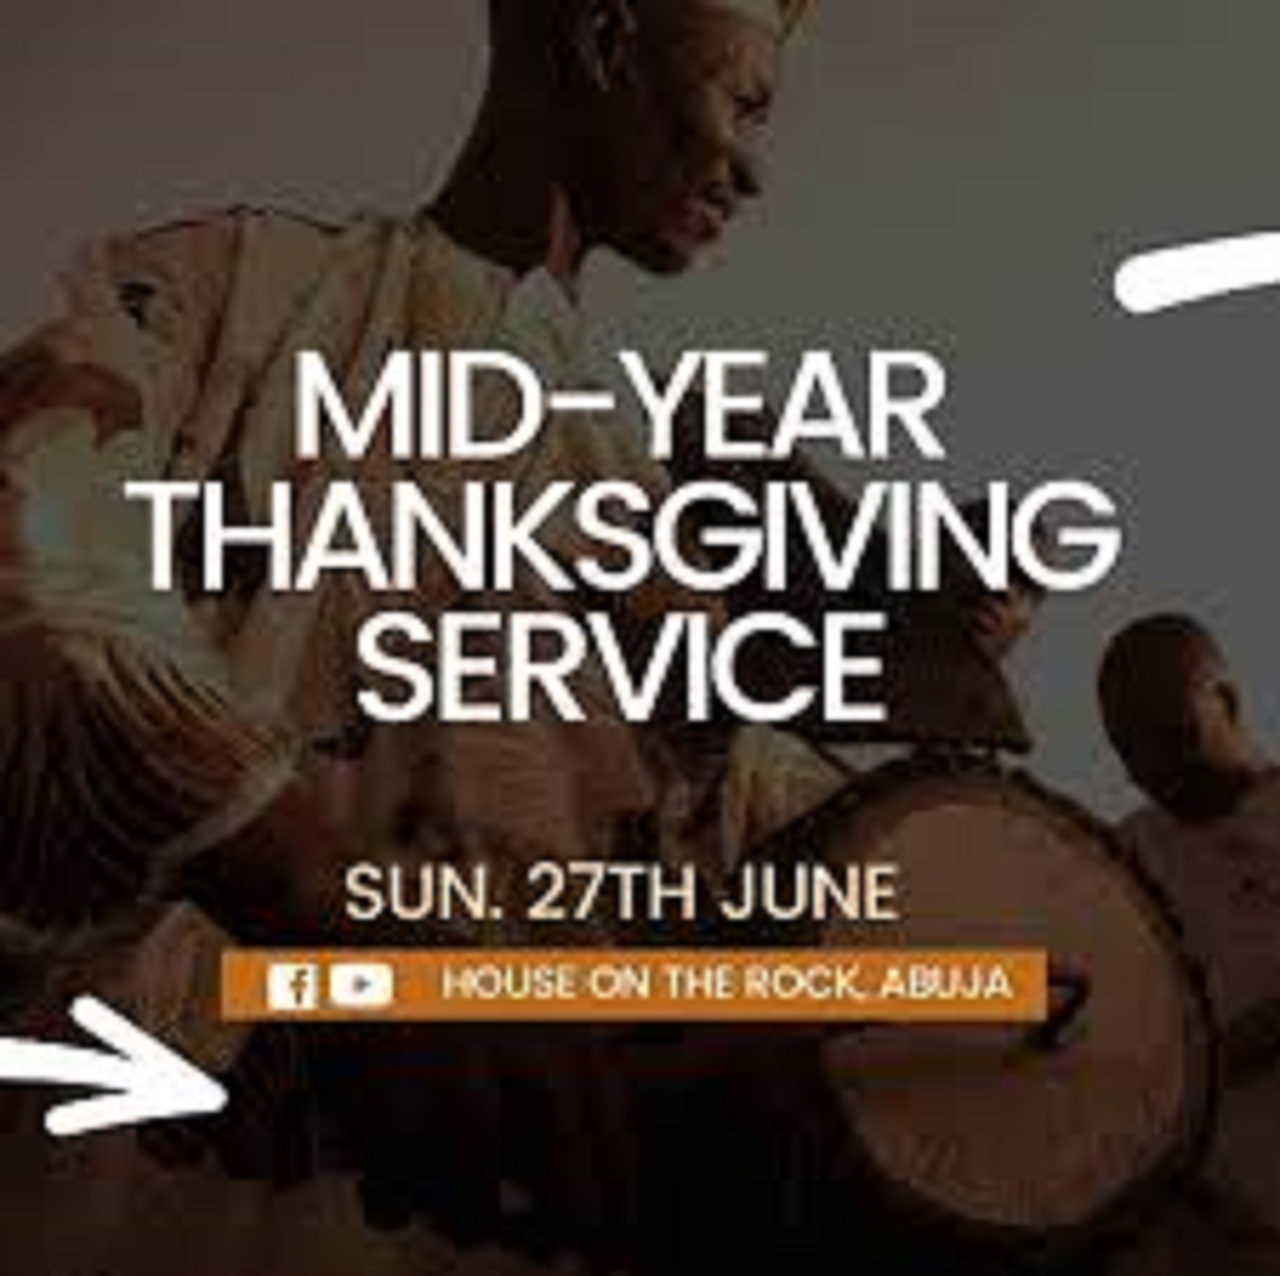 MID-YEAR
THANKSGIVING
SERVICE
SUN. 27TH JUNE
HOUSE ON THE ROCK, ABUJA